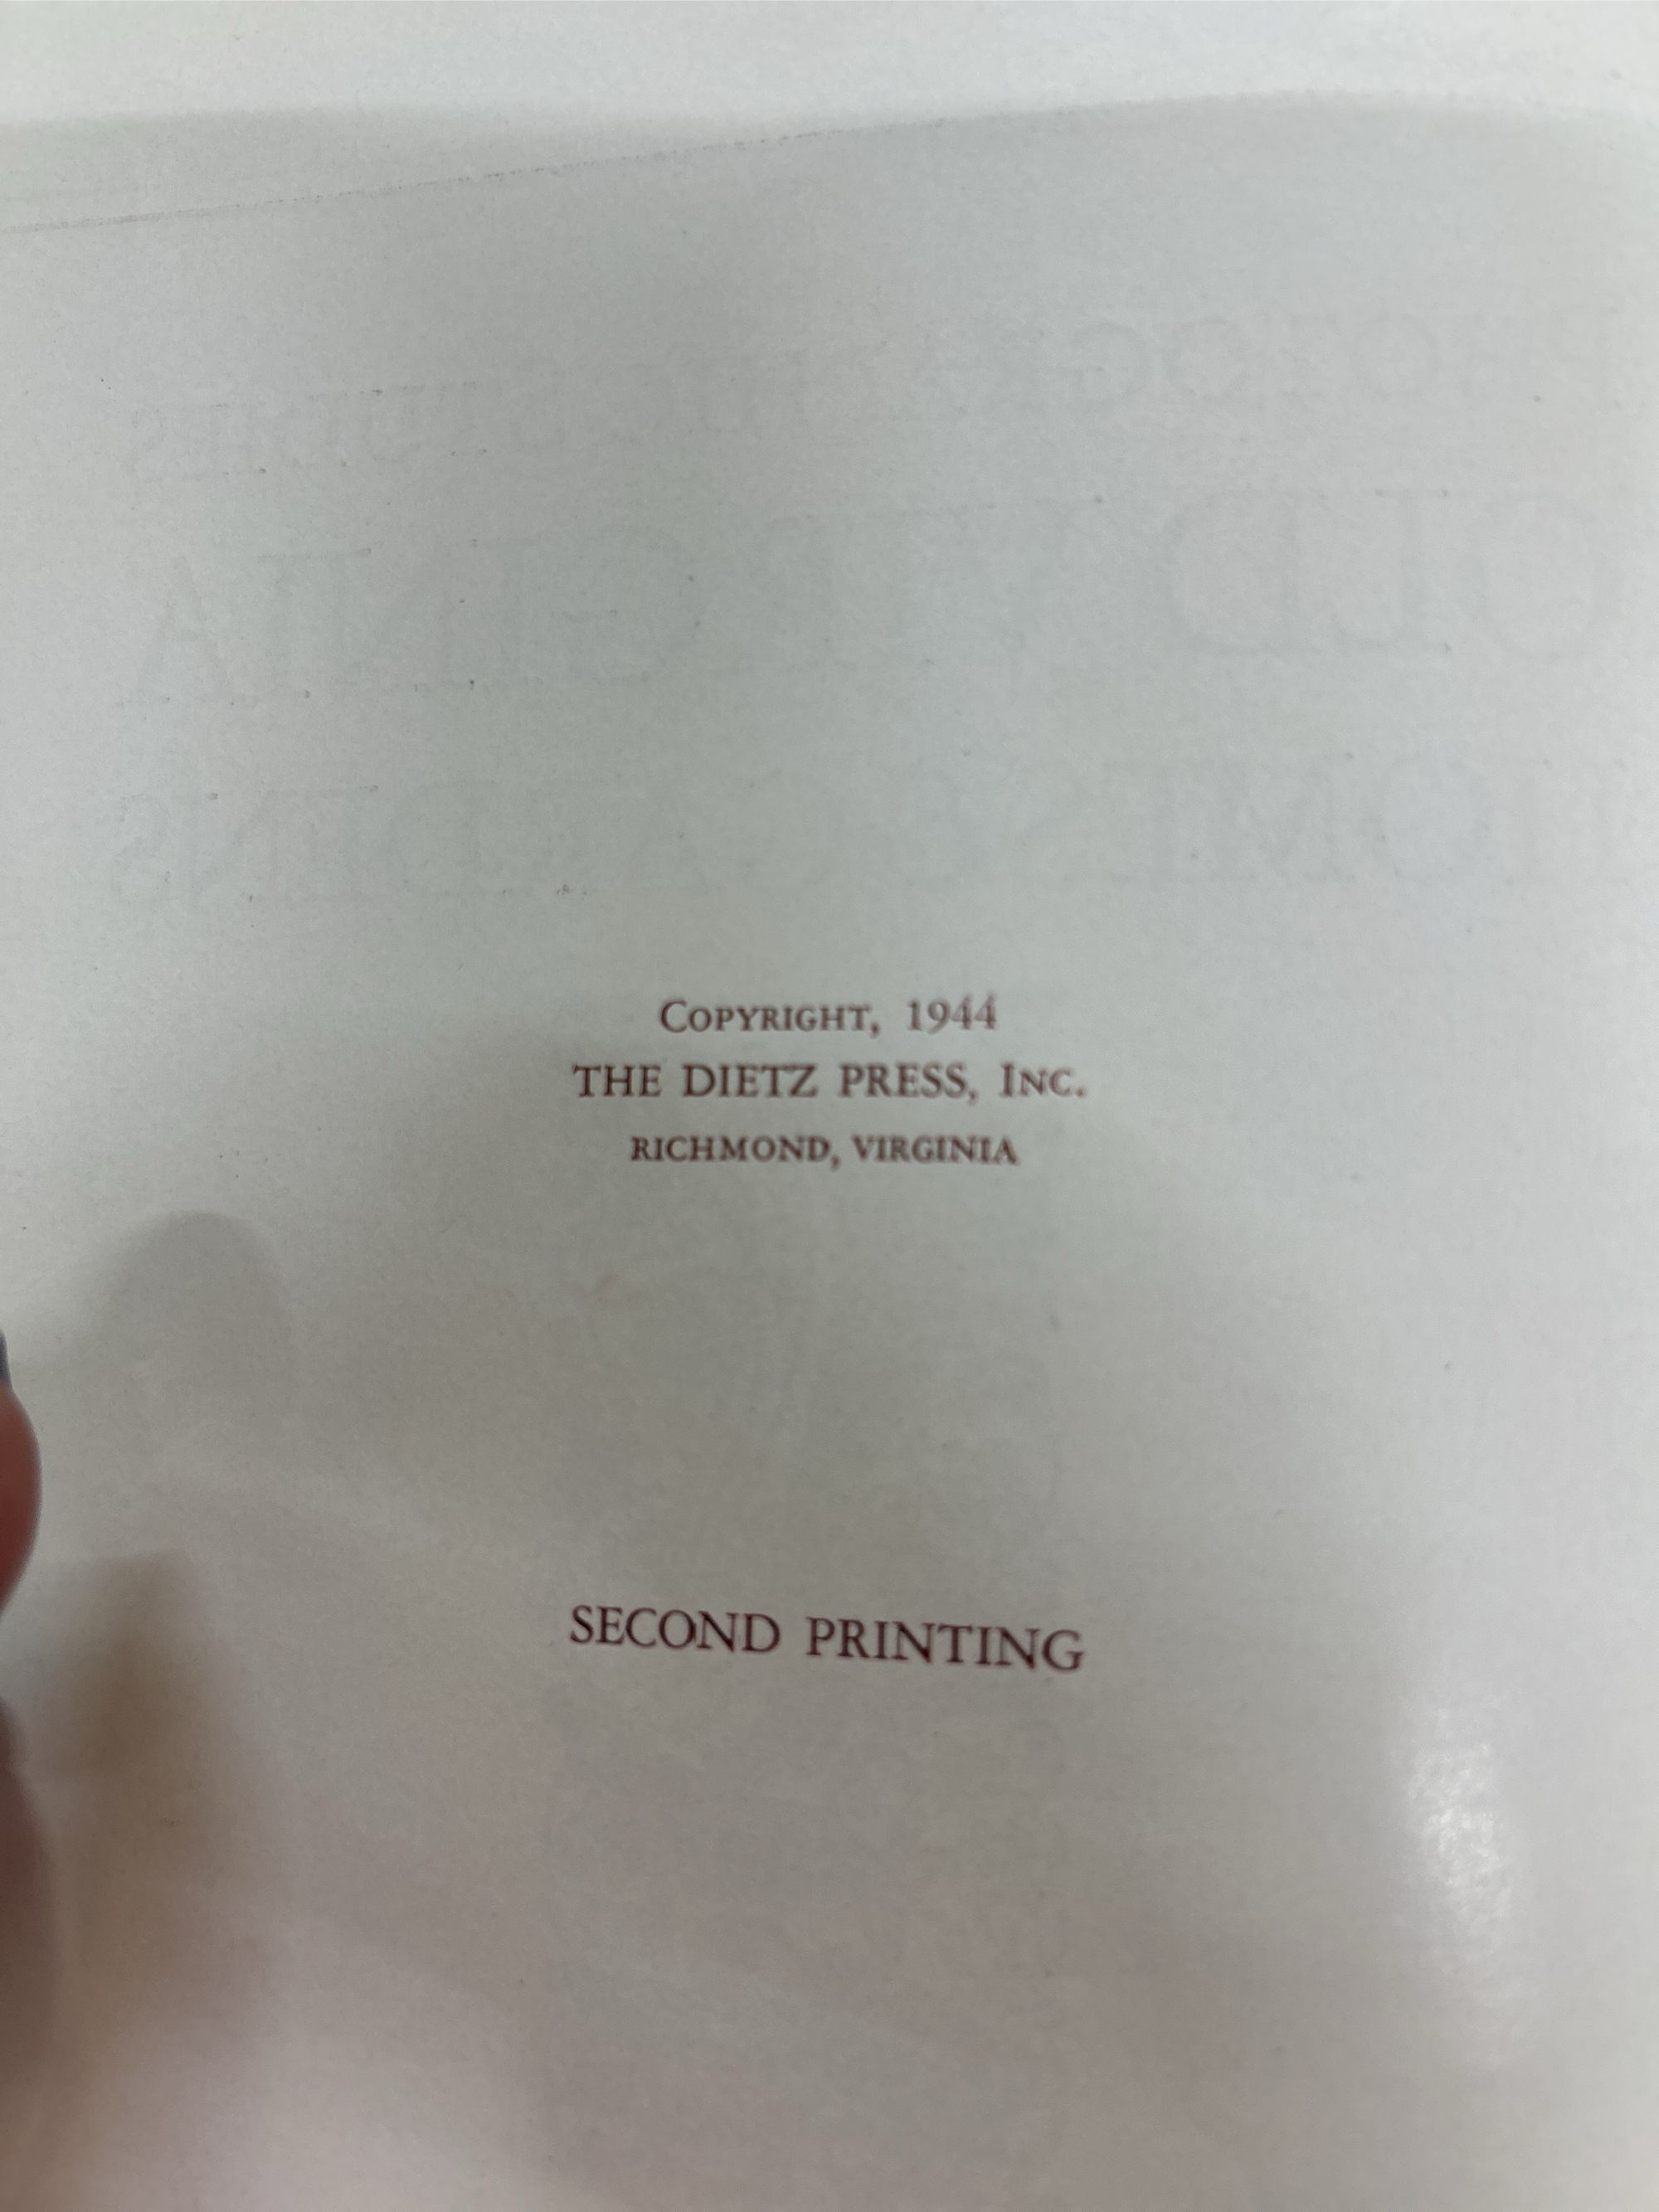 COPYRIGHT, 1944
THE DIETZ PRESS, INC.
RICHMOND, VIRGINIA
SECOND PRINTING